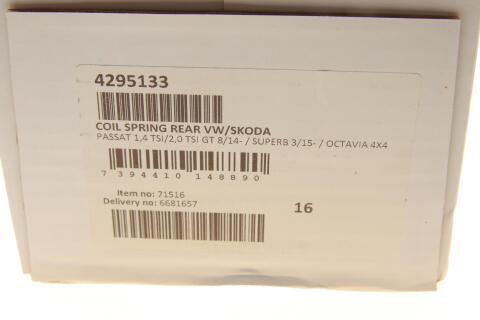 4295133
COIL SPRING REAR VW/SKODA
PASSAT 1,4 TSI/2,0 TSI GT 8/14- / SUPERB 3/15- / OCTAVIA 4X4
7 394410 148890
Item no: 71516
Delivery no: 6681657
16